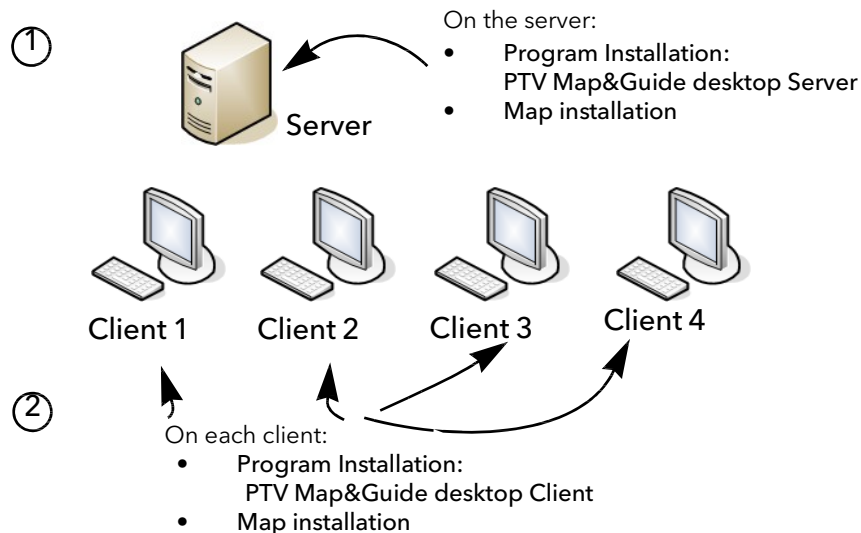 1
On the server:
• Program Installation:
PTV Map&Guide desktop Server
• Map installation
Server
Client 1
Client 2
Client 3
Client 4
2
On each client:
• Program Installation:
PTV Map&Guide desktop Client
• Map installation